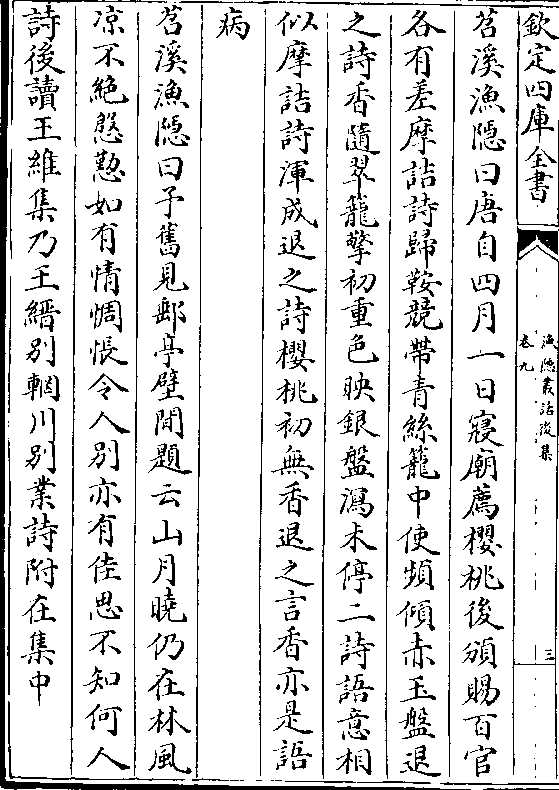 欽定四庫全書
漁隱叢話後集
卷九
三
苕溪漁隱曰唐自四月一日寢廟薦櫻桃後頒賜百官
各有差摩詰詩歸鞍競帶青絲籠中使頻傾赤玉盤退
之詩香隨翠籠擎初重色映銀盤瀉未停二詩語意相
似摩詰詩渾成退之詩櫻桃初無香退之言香亦是語
病
苕溪漁隱曰予舊見郵亭壁間題云山月曉仍在林風
凉不絶慇懃如有情惆悵令人別亦有佳思不知何人
詩後讀王維集乃王縉別輞川別業詩附在集中